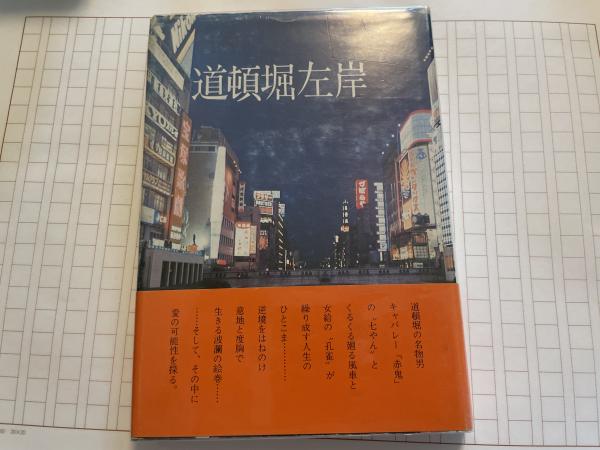 道頓堀左岸
道頓堀の名物男
キャバレー「赤鬼」
の〝七やん〟と
くるくる廻る風車と
女給の〝孔雀〟が
繰り成す人生の
ひとこま…………
逆境をはねのけ
意地と度胸で
生きる波瀾の絵巻……
……そして、その中に
愛の可能性を探る。